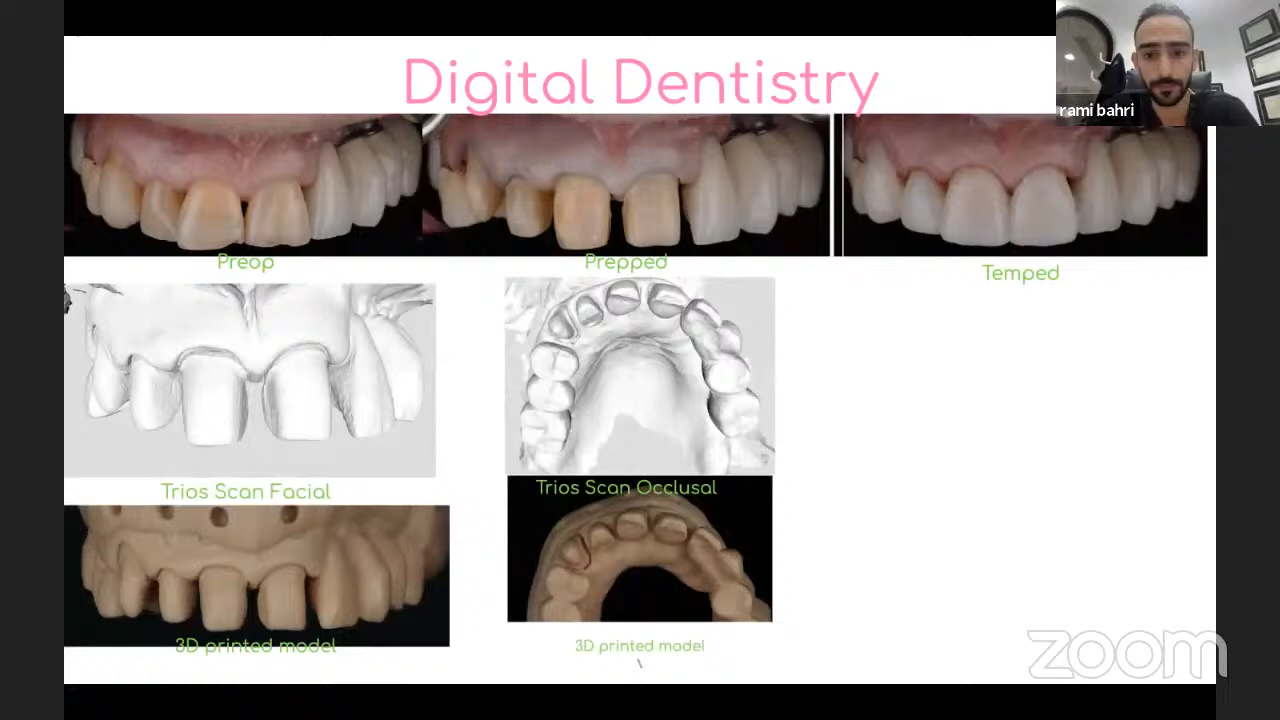 Digital Dentistry
rami bahri
Preop
Prepped
Temped
Trios Scan Facial
Trios Scan Occlusal
3D printed model
3D printed model
zoom